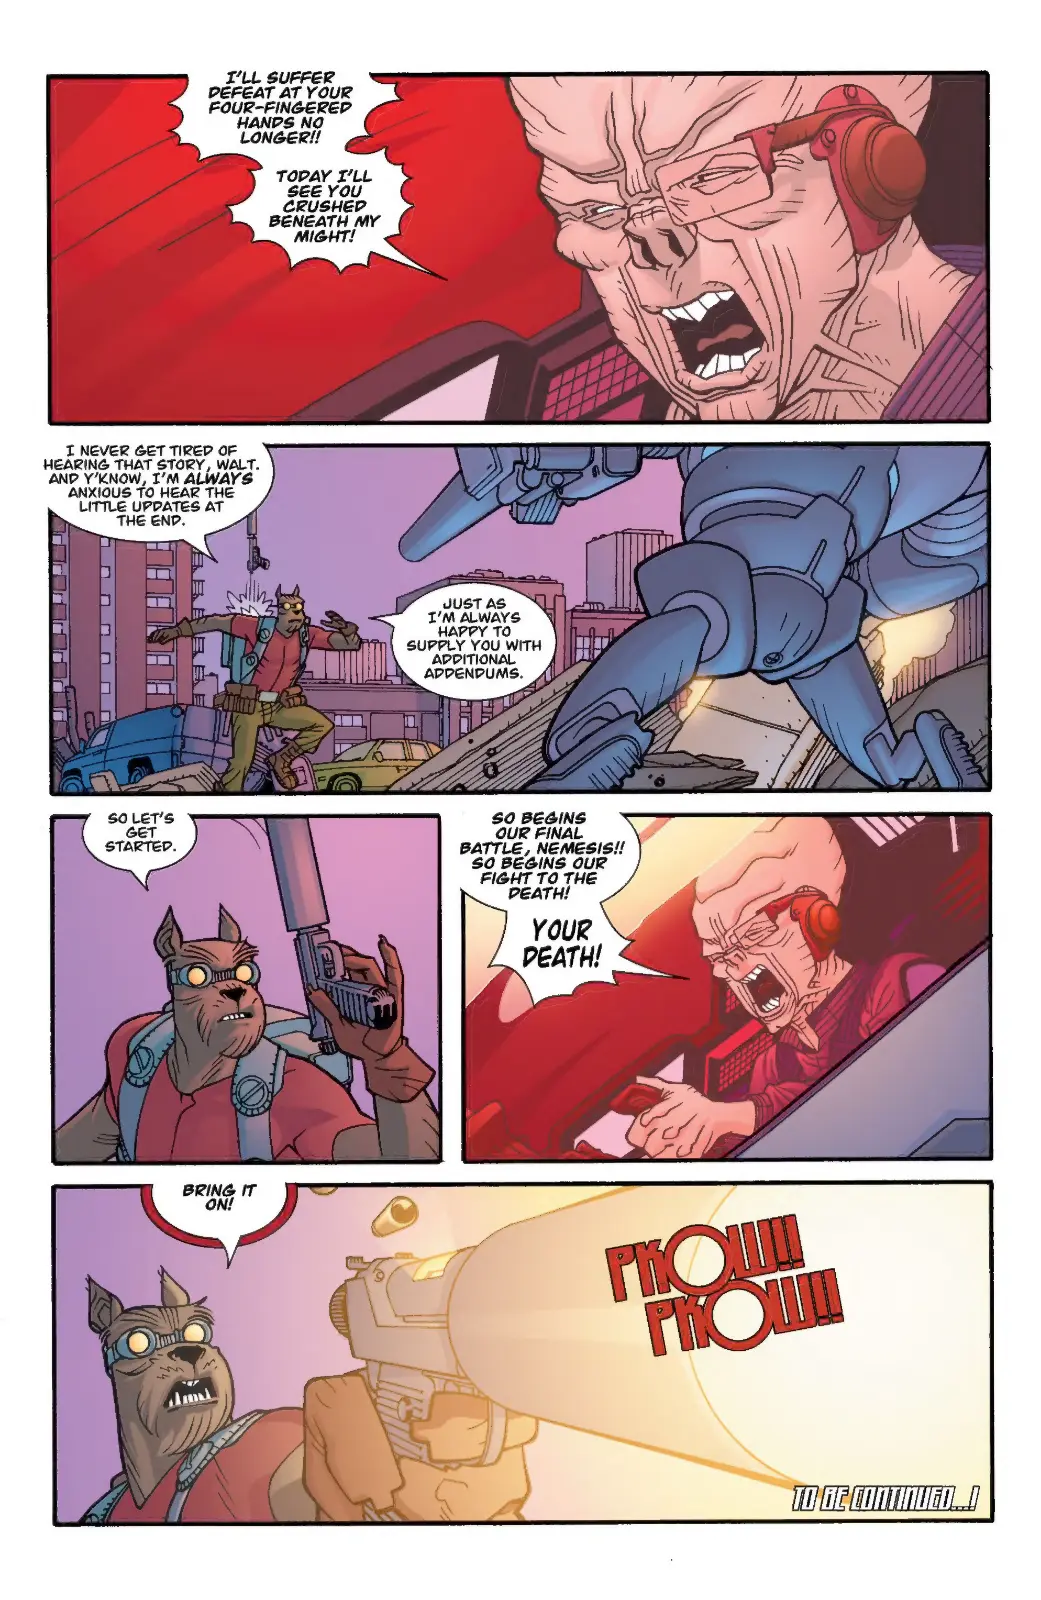 I'LL SUFFER
DEFEAT AT YOUR
FOUR-FINGERED
HANDS NO
LONGER!!
TODAY I'LL
SEE YOU
CRUSHED
BENEATH MY
MIGHT!
I NEVER GET TIRED OF
HEARING THAT STORY, WALT.
AND Y'KNOW, I'M ALWAYS
ANXIOUS TO HEAR THE
LITTLE UPDATES AT
THE END.
JUST AS
I'M ALWAYS
HAPPY TO
SUPPLY YOU WITH
ADDITIONAL
ADDENDUMS.
SO LET'S
GET
STARTED.
SO BEGINS
OUR FINAL
BATTLE, NEMESIS!!
SO BEGINS OUR
FIGHT TO THE
DEATH!
YOUR
DEATH!
BRING IT
ON!
PKOW!!
PKOW!!
TO BE CONTINUED...!